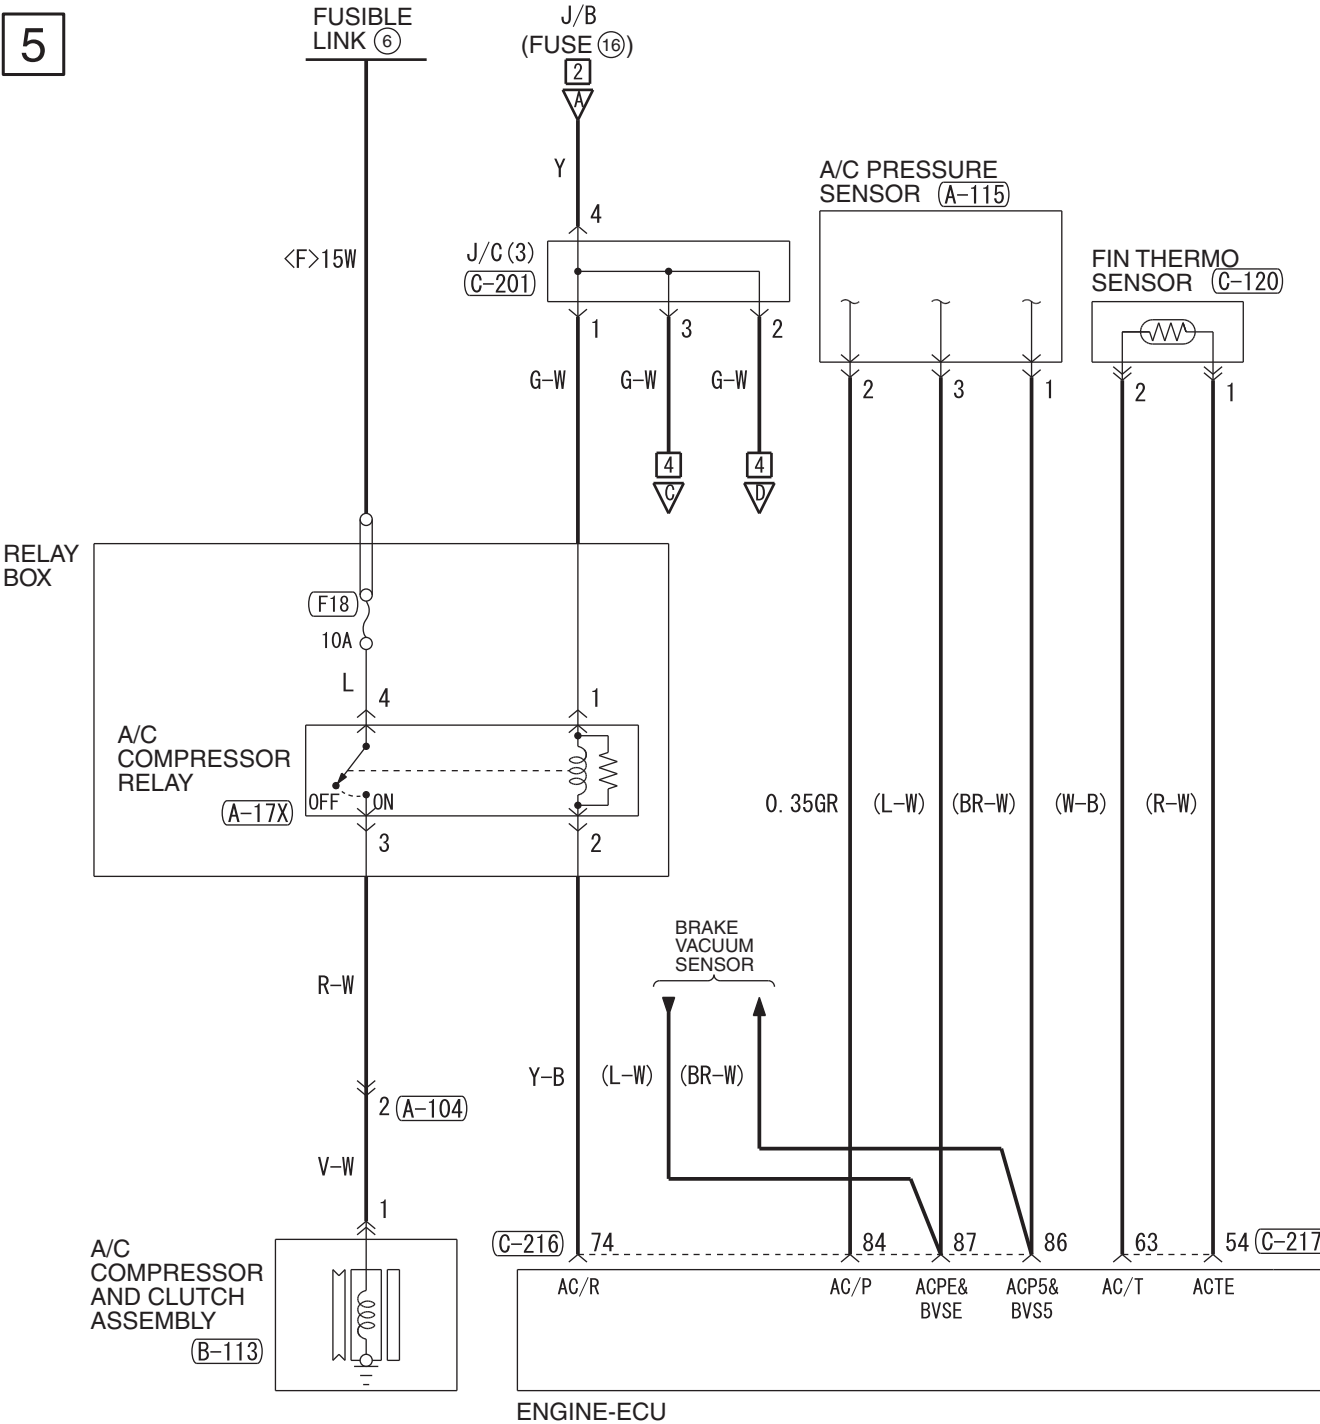 5
FUSIBLE
LINK ⑥
J/B
(FUSE ⑯)
2
A
Y
4
A/C PRESSURE
SENSOR A-115
J/C(3)
C-201
<F>15W
FIN THERMO
SENSOR C-120
1 3 2
2 3 1 2 1
G-W G-W G-W
4 4
C D
RELAY
BOX
F18
10A
L
4 1
A/C
COMPRESSOR
RELAY
A-17X
OFF ON
3 2
0.35GR (L-W) (BR-W) (W-B) (R-W)
BRAKE
VACUUM
SENSOR
R-W
Y-B (L-W) (BR-W)
2 A-104
V-W
1
C-216 74 84 87 86 63 54 C-217
AC/R AC/P ACPE&
BVSE ACP5&
BVS5 AC/T ACTE
A/C
COMPRESSOR
AND CLUTCH
ASSEMBLY
B-113
ENGINE-ECU